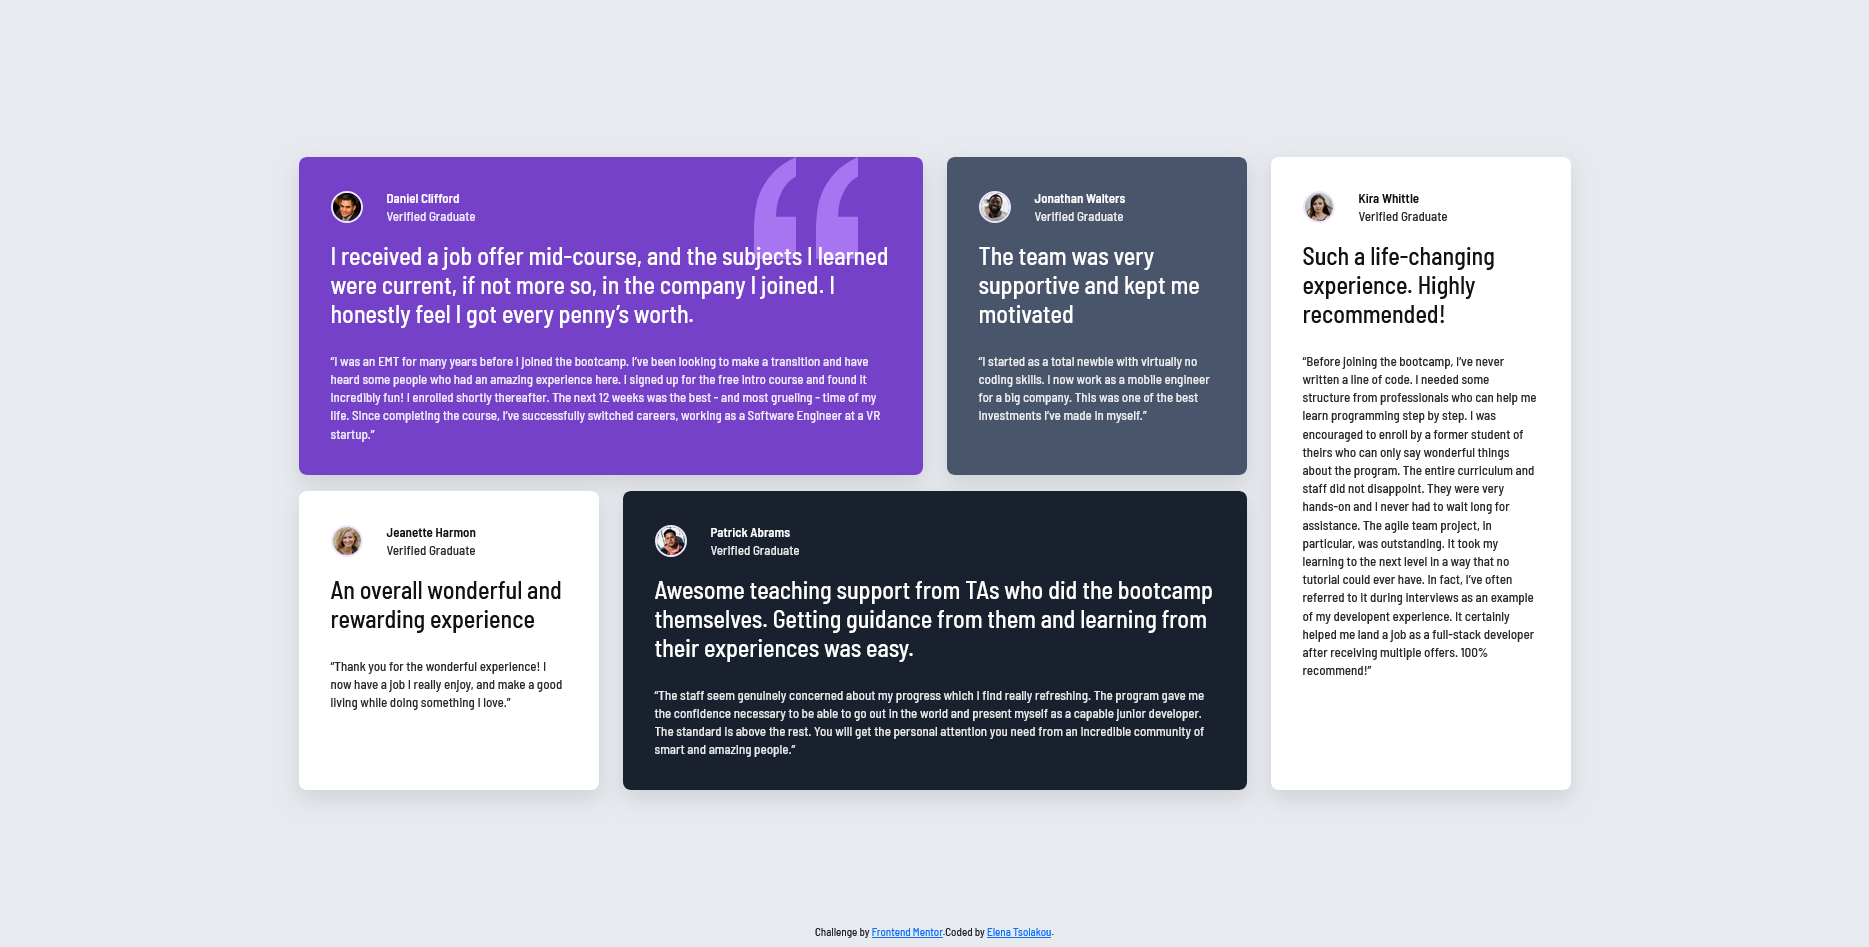 Daniel Clifford
Verified Graduate
I received a job offer mid-course, and the subjects I learned
were current, if not more so, in the company I joined. I
honestly feel I got every penny’s worth.
“I was an EMT for many years before I joined the bootcamp. I’ve been looking to make a transition and have
heard some people who had an amazing experience here. I signed up for the free intro course and found it
incredibly fun! I enrolled shortly thereafter. The next 12 weeks was the best - and most grueling - time of my
life. Since completing the course, I’ve successfully switched careers, working as a Software Engineer at a VR
startup.”
Jonathan Walters
Verified Graduate
The team was very
supportive and kept me
motivated
“I started as a total newbie with virtually no
coding skills. I now work as a mobile engineer
for a big company. This was one of the best
investments I’ve made in myself.”
Kira Whittle
Verified Graduate
Such a life-changing
experience. Highly
recommended!
“Before joining the bootcamp, I’ve never
written a line of code. I needed some
structure from professionals who can help me
learn programming step by step. I was
encouraged to enroll by a former student of
theirs who can only say wonderful things
about the program. The entire curriculum and
staff did not disappoint. They were very
hands-on and I never had to wait long for
assistance. The agile team project, in
particular, was outstanding. It took my
learning to the next level in a way that no
tutorial could ever have. In fact, I’ve often
referred to it during interviews as an example
of my developent experience. It certainly
helped me land a job as a full-stack developer
after receiving multiple offers. 100%
recommend!”
Jeanette Harmon
Verified Graduate
An overall wonderful and
rewarding experience
“Thank you for the wonderful experience! I
now have a job I really enjoy, and make a good
living while doing something I love.”
Patrick Abrams
Verified Graduate
Awesome teaching support from TAs who did the bootcamp
themselves. Getting guidance from them and learning from
their experiences was easy.
“The staff seem genuinely concerned about my progress which I find really refreshing. The program gave me
the confidence necessary to be able to go out in the world and present myself as a capable junior developer.
The standard is above the rest. You will get the personal attention you need from an incredible community of
smart and amazing people.”
Challenge by Frontend Mentor.Coded by Elena Tsolakou.